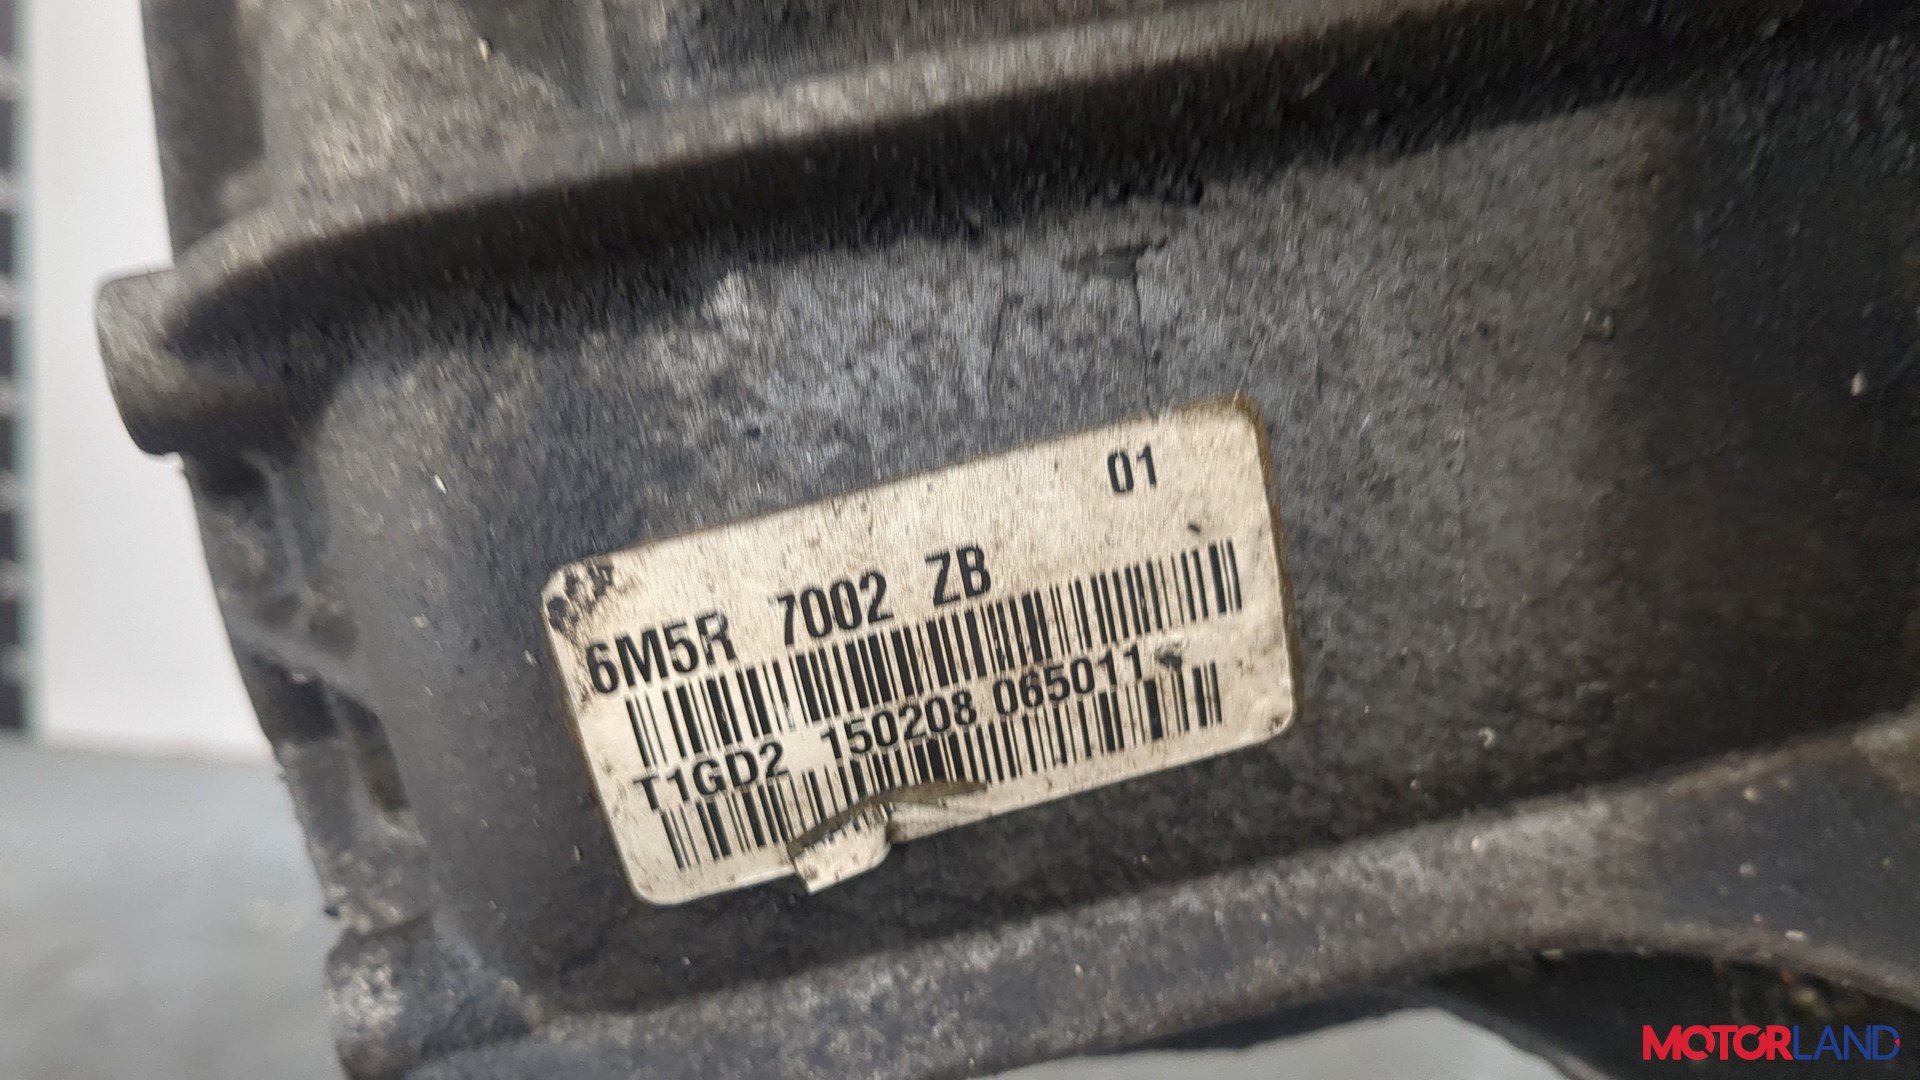 01
6M5R 7002 ZB
T1GD2 150208 065011
MOTORLAND